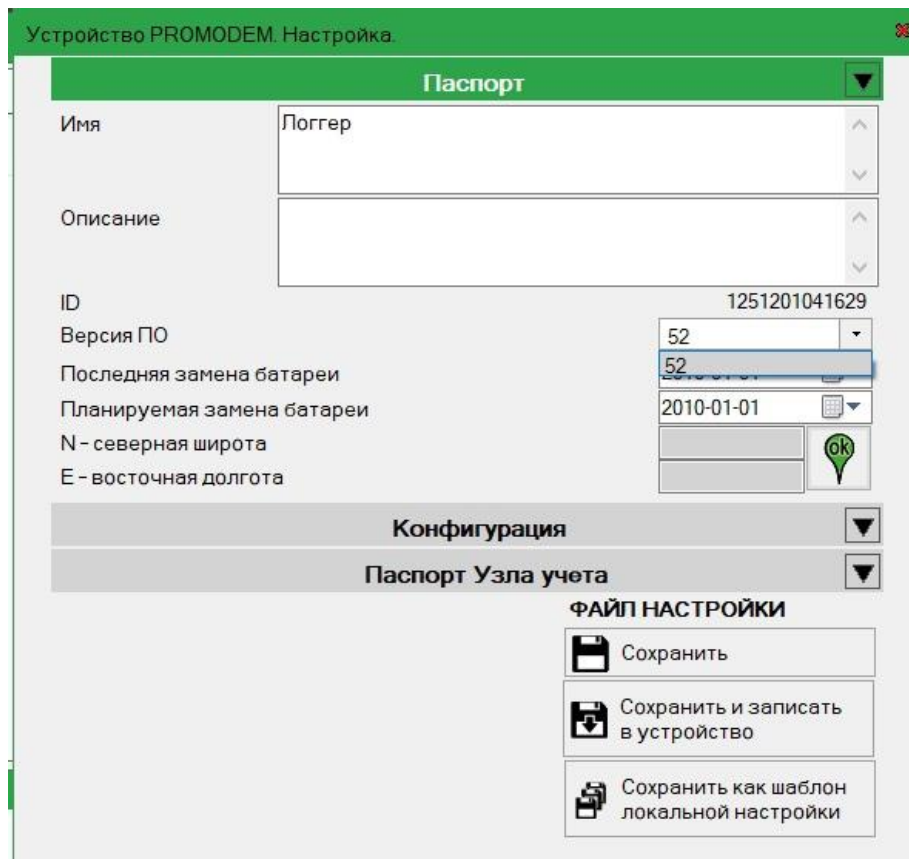 Устройство PROMODEM. Настройка.
Паспорт
Имя
Логгер
Описание
ID 1251201041629
Версия ПО 52
52
Последняя замена батареи
Планируемая замена батареи 2010-01-01
N - северная широта
ok
E - восточная долгота
Конфигурация
Паспорт Узла учета
ФАЙЛ НАСТРОЙКИ
Сохранить
Сохранить и записать
в устройство
Сохранить как шаблон
локальной настройки